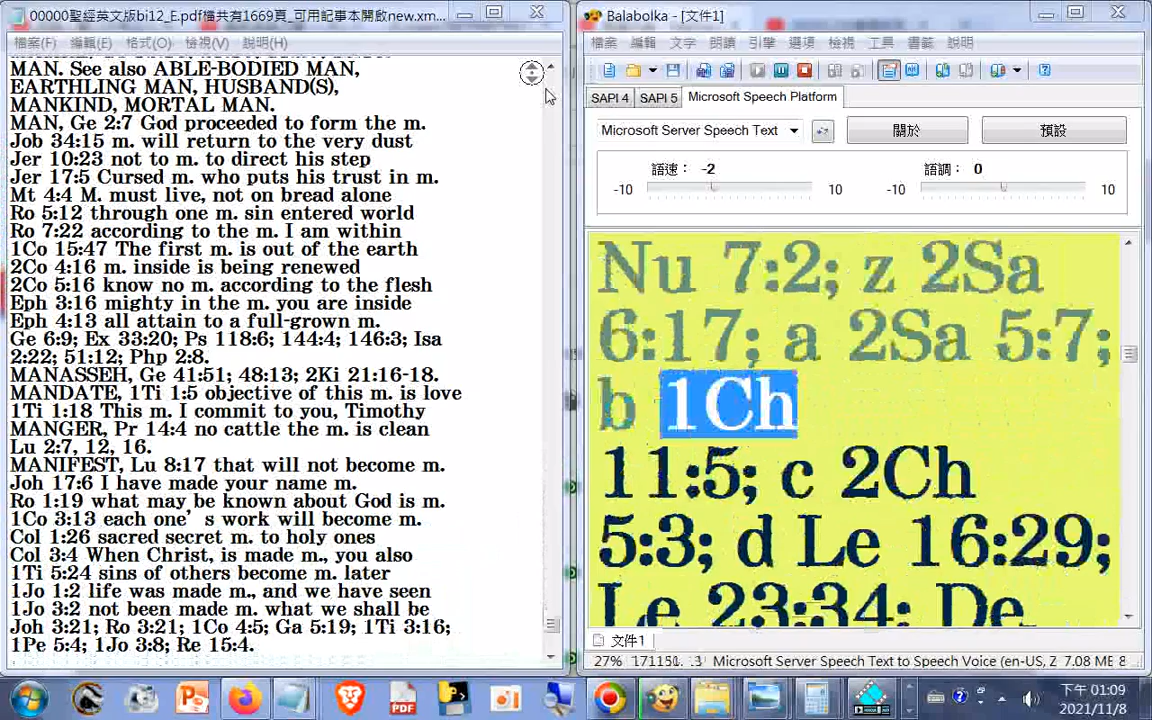 00000聖經英文版bi12_E.pdf檔共有1669頁_可用記事本開啟new.xm...
檔案(F) 編輯(E) 格式(O) 檢視(V) 說明(H)
MAN. See also ABLE-BODIED MAN,
EARTHLING MAN, HUSBAND(S),
MANKIND, MORTAL MAN.
MAN, Ge 2:7 God proceeded to form the m.
Job 34:15 m. will return to the very dust
Jer 10:23 not to m. to direct his step
Jer 17:5 Cursed m. who puts his trust in m.
Mt 4:4 M. must live, not on bread alone
Ro 5:12 through one m. sin entered world
Ro 7:22 according to the m. I am within
1Co 15:47 The first m. is out of the earth
2Co 4:16 m. inside is being renewed
2Co 5:16 know no m. according to the flesh
Eph 3:16 mighty in the m. you are inside
Eph 4:13 all attain to a full-grown m.
Ge 6:9; Ex 33:20; Ps 118:6; 144:4; 146:3; Isa
2:22; 51:12; Php 2:8.
MANASSEH, Ge 41:51; 48:13; 2Ki 21:16-18.
MANDATE, 1Ti 1:5 objective of this m. is love
1Ti 1:18 This m. I commit to you, Timothy
MANGER, Pr 14:4 no cattle the m. is clean
Lu 2:7, 12, 16.
MANIFEST, Lu 8:17 that will not become m.
Joh 17:6 I have made your name m.
Ro 1:19 what may be known about God is m.
1Co 3:13 each one’s work will become m.
Col 1:26 sacred secret m. to holy ones
Col 3:4 When Christ, is made m., you also
1Ti 5:24 sins of others become m. later
1Jo 1:2 life was made m., and we have seen
1Jo 3:2 not been made m. what we shall be
Joh 3:21; Ro 3:21; 1Co 4:5; Ga 5:19; 1Ti 3:16;
1Pe 5:4; 1Jo 3:8; Re 15:4.
Balabolka - [文件1]
檔案 編輯 文字 朗讀 引擎 選項 檢視 工具 書籤 說明
SAPI 4 SAPI 5 Microsoft Speech Platform
Microsoft Server Speech Text 關於 預設
語速： -2 語調： 0
-10 10 -10 10
Nu 7:2; z 2Sa
6:17; a 2Sa 5:7;
b 1Ch
11:5; c 2Ch
5:3; d Le 16:29;
Le 23:34; De
文件1
27% Microsoft Server Speech Text to Speech Voice (en-US, Z 7.08 MB 8
下午 01:09
2021/11/8